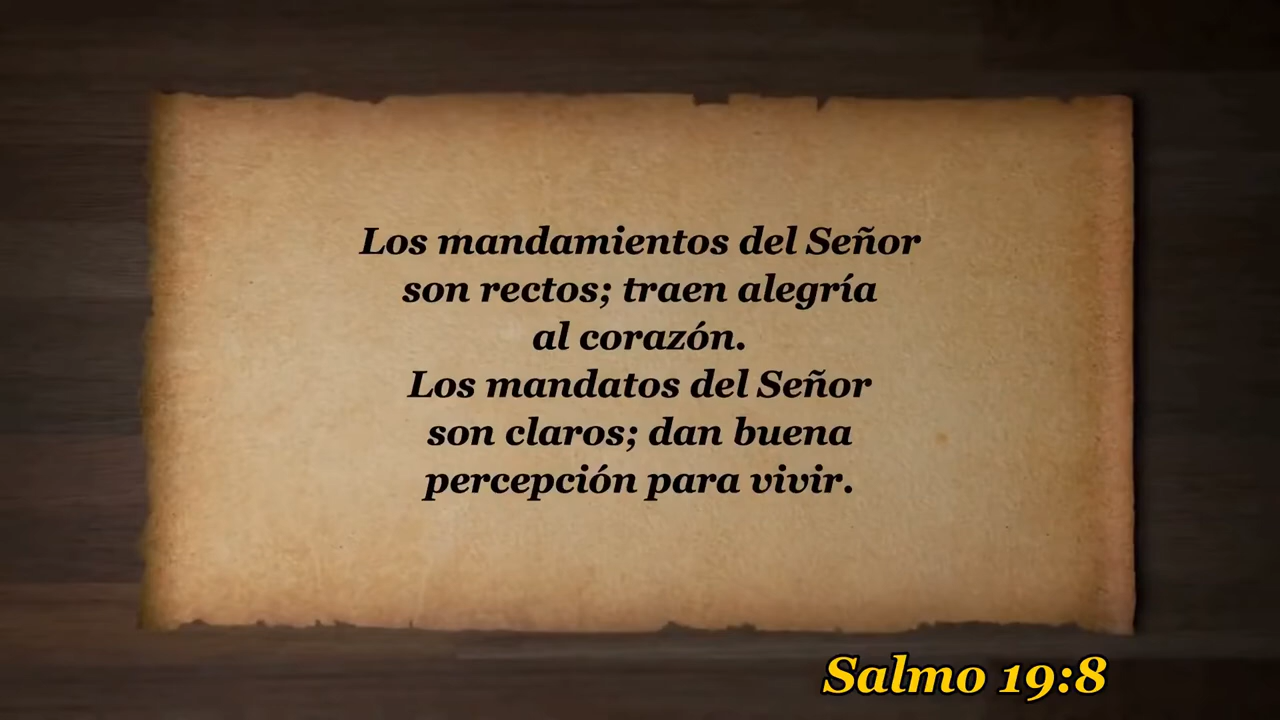 Los mandamientos del Señor
son rectos; traen alegría
al corazón.
Los mandatos del Señor
son claros; dan buena
percepción para vivir.
Salmo 19:8